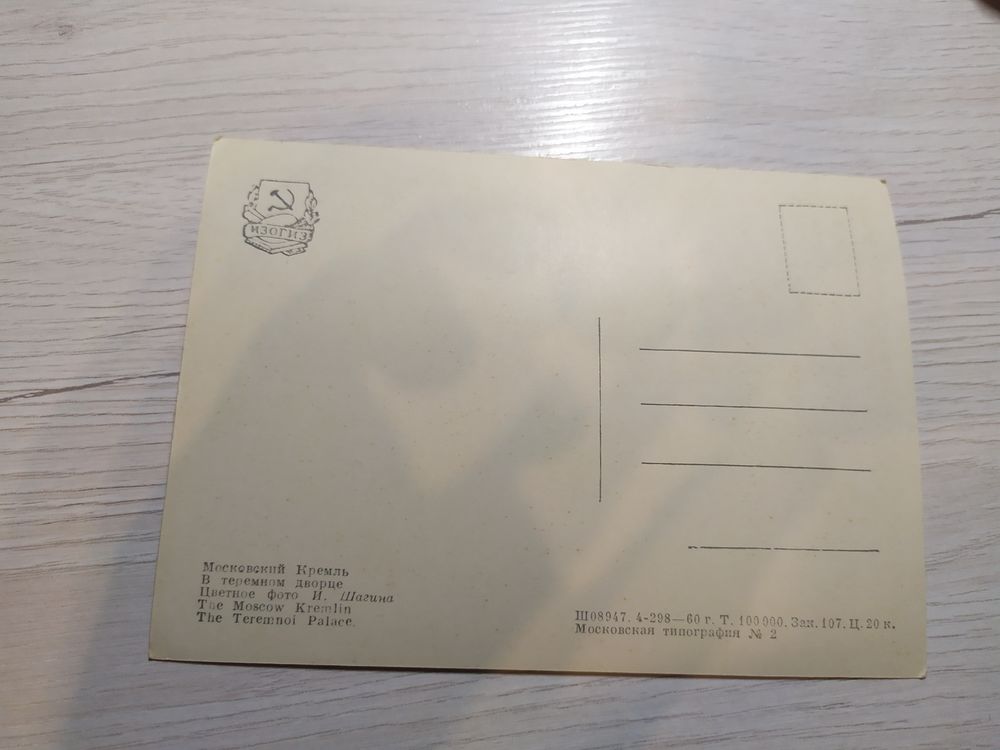 ИЗОГИЗ
Московский Кремль
В теремном дворце
Цветное фото И. Шагина
The Moscow Kremlin
The Teremnoi Palace.
Ш08947. 4-298—60 г. Т. 100 000. Зак. 107. Ц. 20 к.
Московская типография № 2